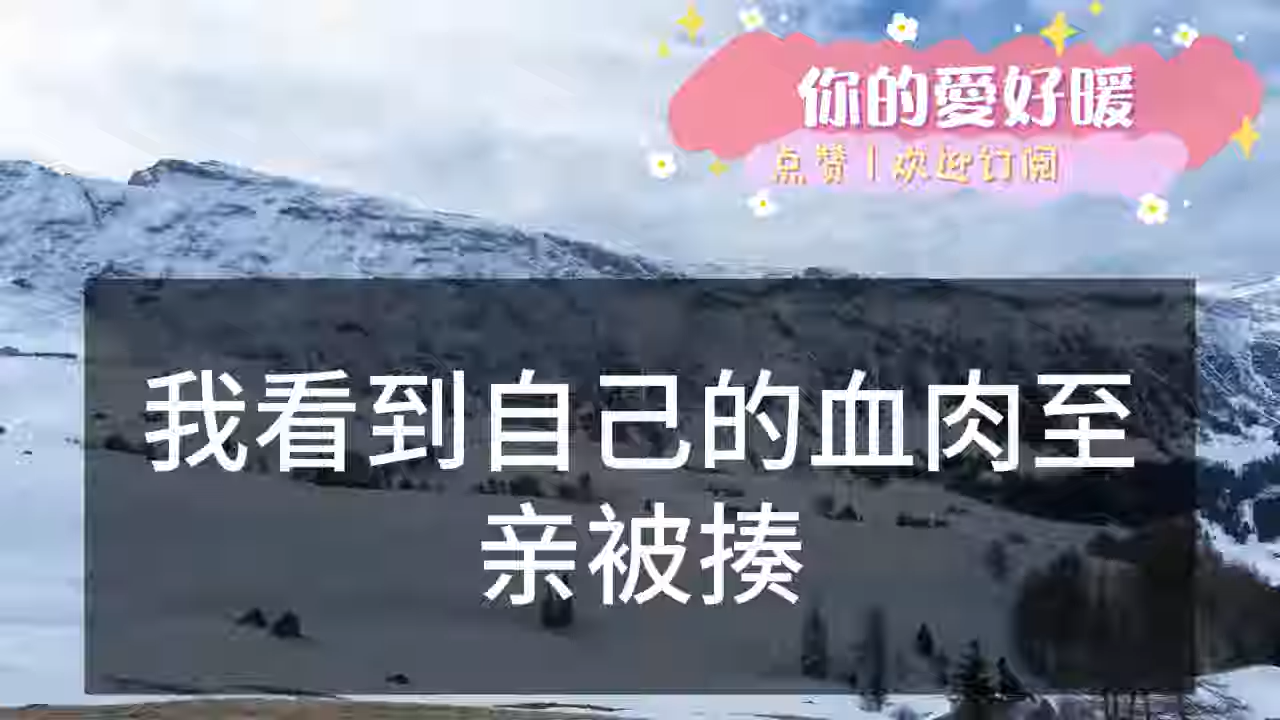 你的愛好暖
点赞 | 欢迎订阅
我看到自己的血肉至
亲被揍